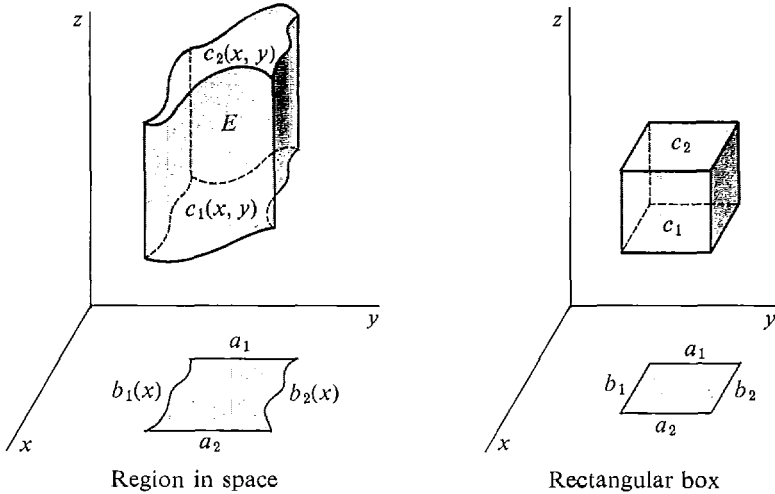 z
c₂(x, y)
E
c₁(x, y)
y
x
a₁
b₁(x)
b₂(x)
a₂
Region in space
z
c₂
c₁
y
x
a₁
b₁
b₂
a₂
Rectangular box